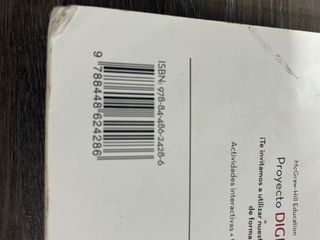 ISBN: 978-84-486-2428-6
9 788448 624286
McGraw-Hill Education
Proyecto DIGI
¡Te invitamos a utilizar nuest
de forma
Actividades interactivas •